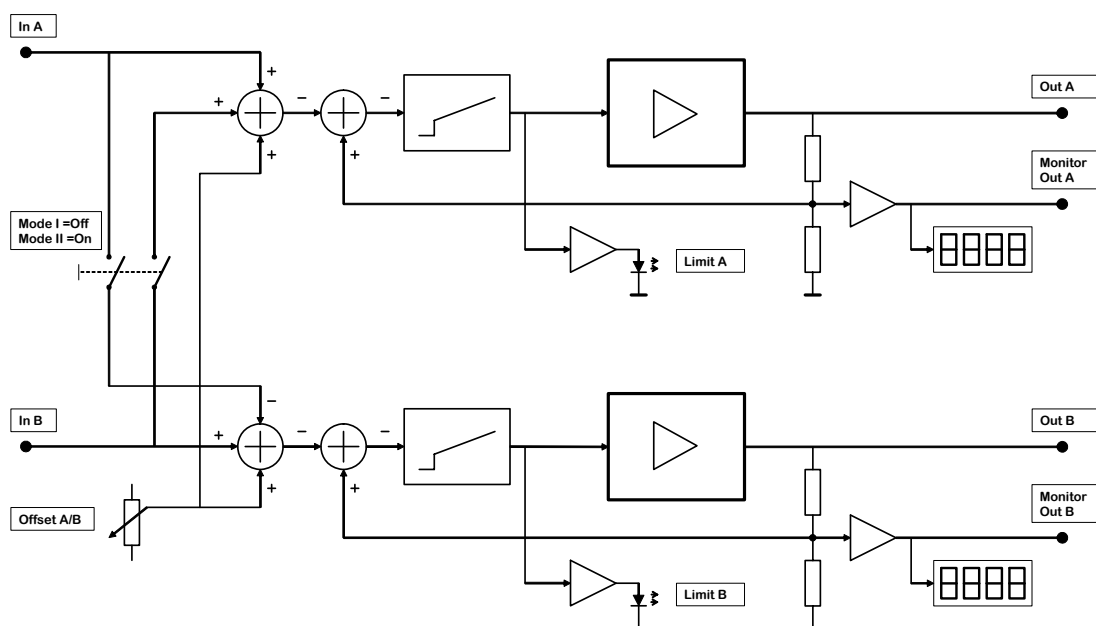 In A
Out A
Monitor
Out A
Mode I =Off
Mode II =On
Limit A
In B
Out B
Monitor
Out B
Offset A/B
Limit B